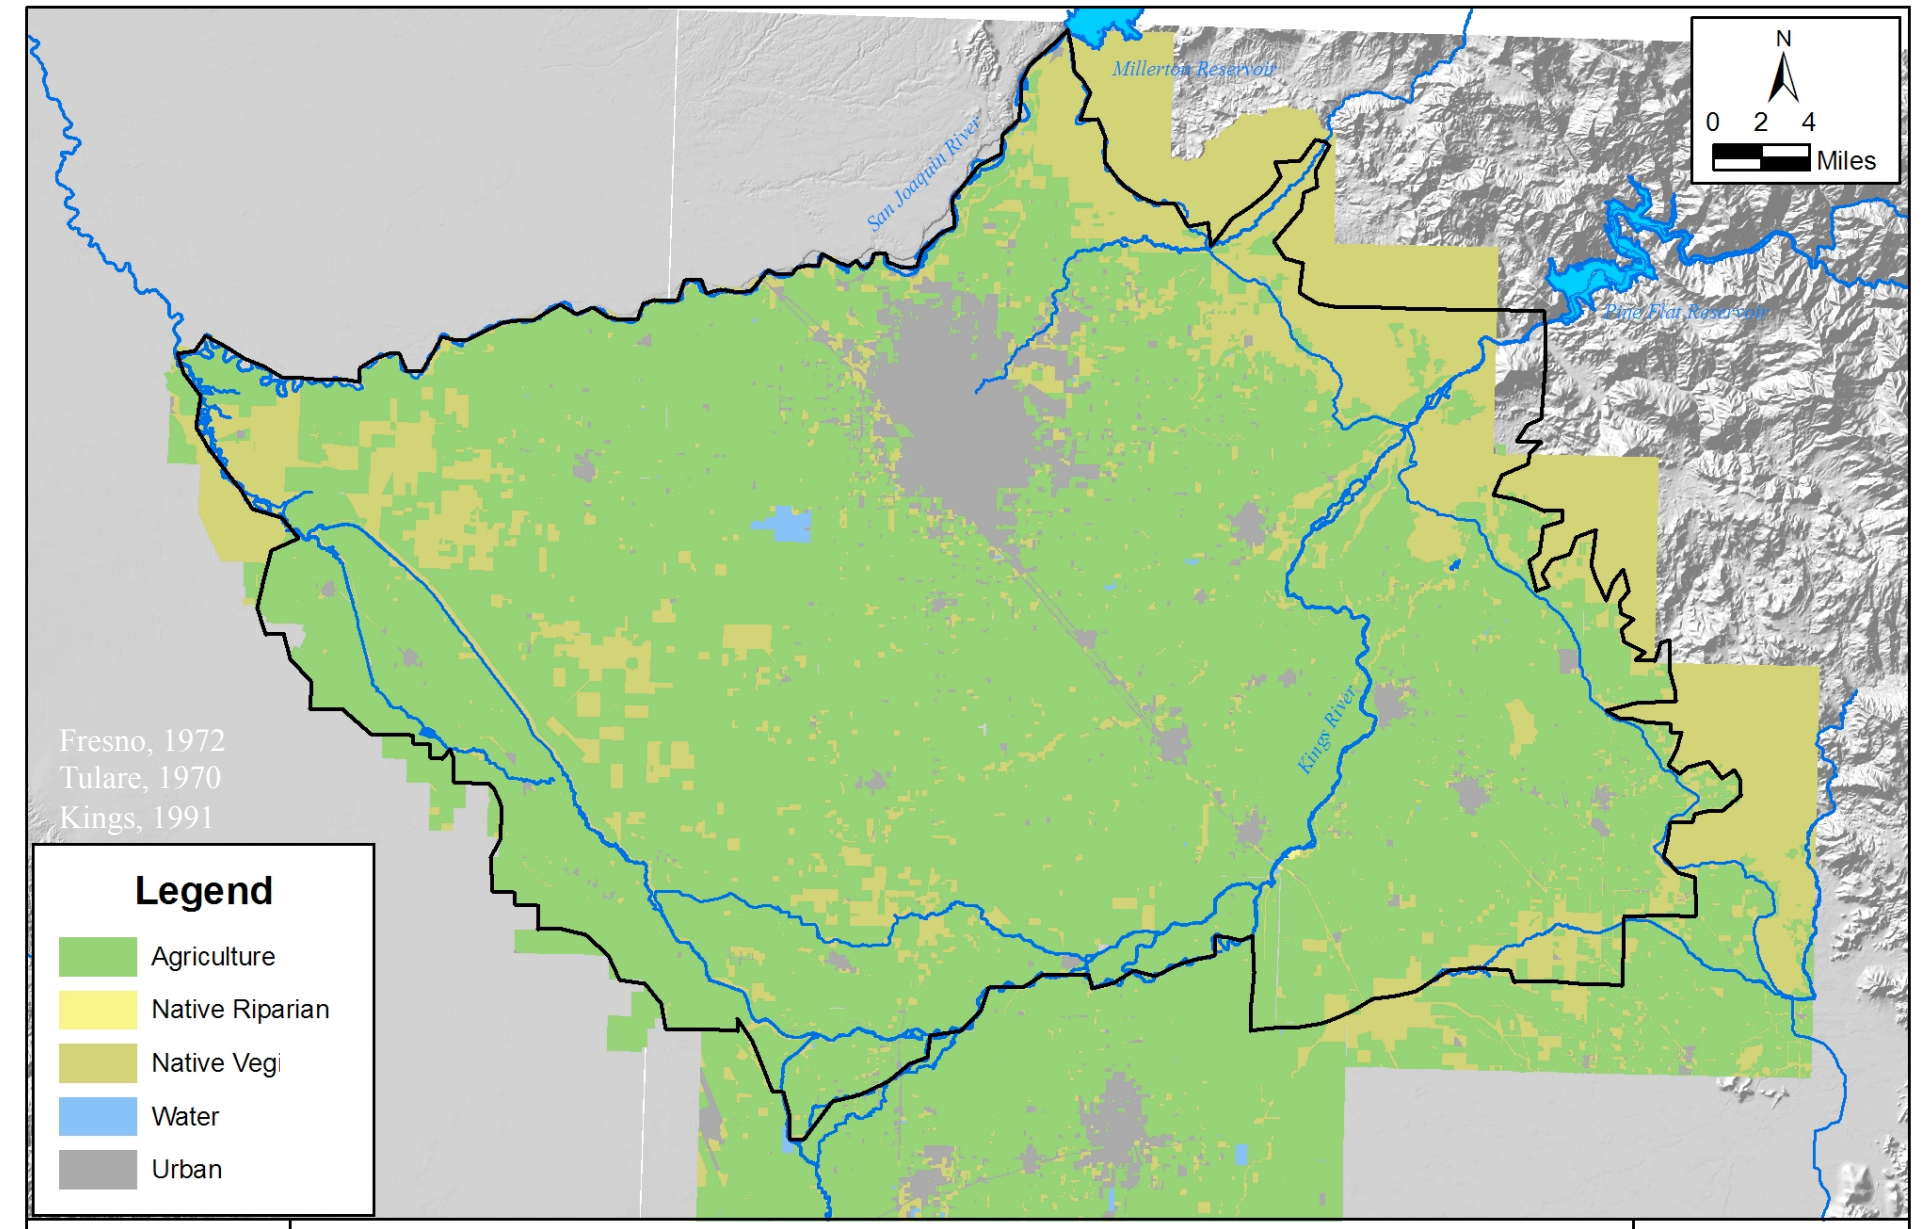 Millerton Reservoir
N
0 2 4
Miles
San Joaquin River
Pine Flat Reservoir
Kings River
Fresno, 1972
Tulare, 1970
Kings, 1991
Legend
Agriculture
Native Riparian
Native Vegi
Water
Urban